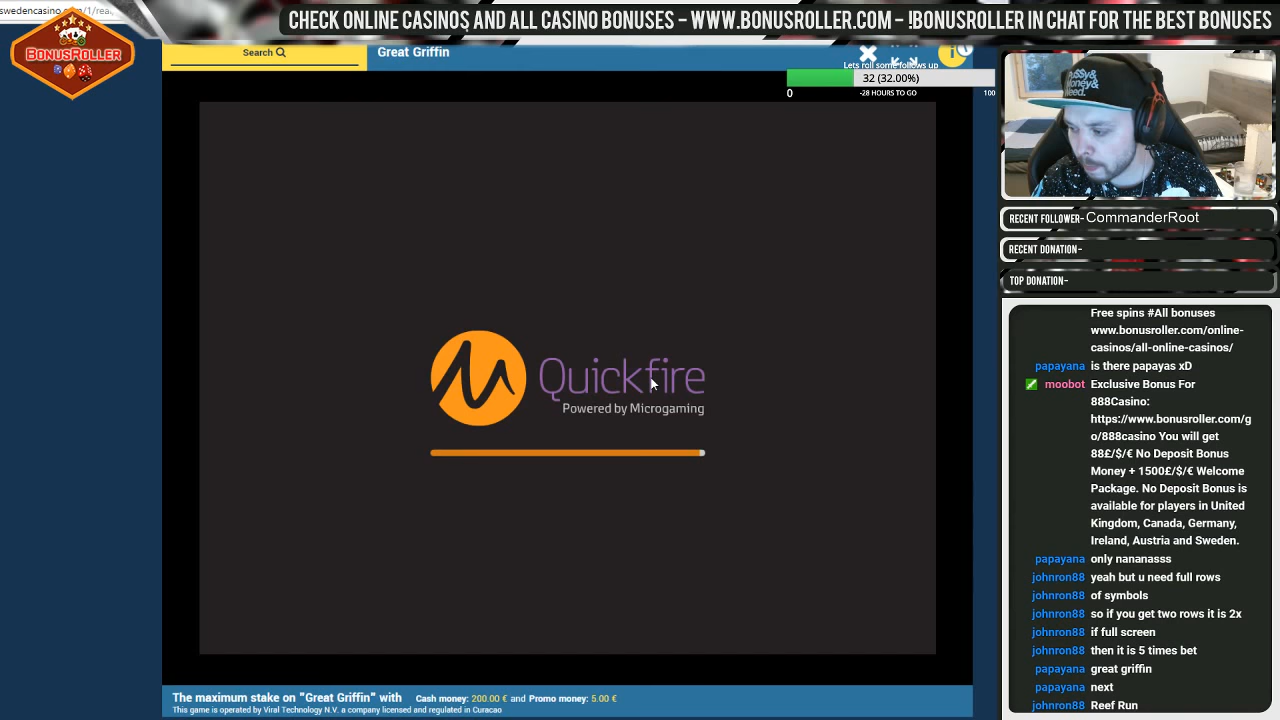 swedencasino.com/1/real
CHECK ONLINE CASINOS AND ALL CASINO BONUSES - WWW.BONUSROLLER.COM - !BONUSROLLER IN CHAT FOR THE BEST BONUSES
BONUSROLLER
Search
Great Griffin
Lets roll some follows up
32 (32.00%)
0
-28 HOURS TO GO
100
Quickfire
Powered by Microgaming
RECENT FOLLOWER- CommanderRoot
RECENT DONATION-
TOP DONATION-
Free spins #All bonuses
www.bonusroller.com/online-
casinos/all-online-casinos/
papayana is there papayas xD
moobot Exclusive Bonus For
888Casino:
https://www.bonusroller.com/g
o/888casino You will get
88£/$/€ No Deposit Bonus
Money + 1500£/$/€ Welcome
Package. No Deposit Bonus is
available for players in United
Kingdom, Canada, Germany,
Ireland, Austria and Sweden.
papayana only nananasss
johnron88 yeah but u need full rows
johnron88 of symbols
johnron88 so if you get two rows it is 2x
johnron88 if full screen
johnron88 then it is 5 times bet
papayana great griffin
papayana next
johnron88 Reef Run
The maximum stake on "Great Griffin" with Cash money: 200.00 € and Promo money: 5.00 €
This game is operated by Viral Technology N.V. a company licensed and regulated in Curacao